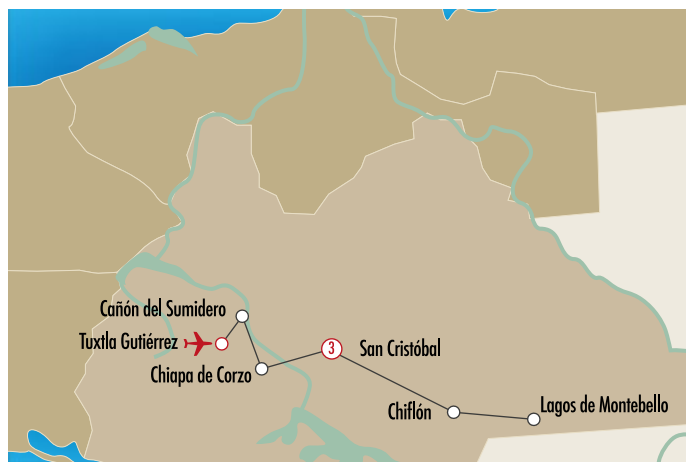 Cañón del Sumidero
Tuxtla Gutiérrez
Chiapa de Corzo
3
San Cristóbal
Chiflón
Lagos de Montebello